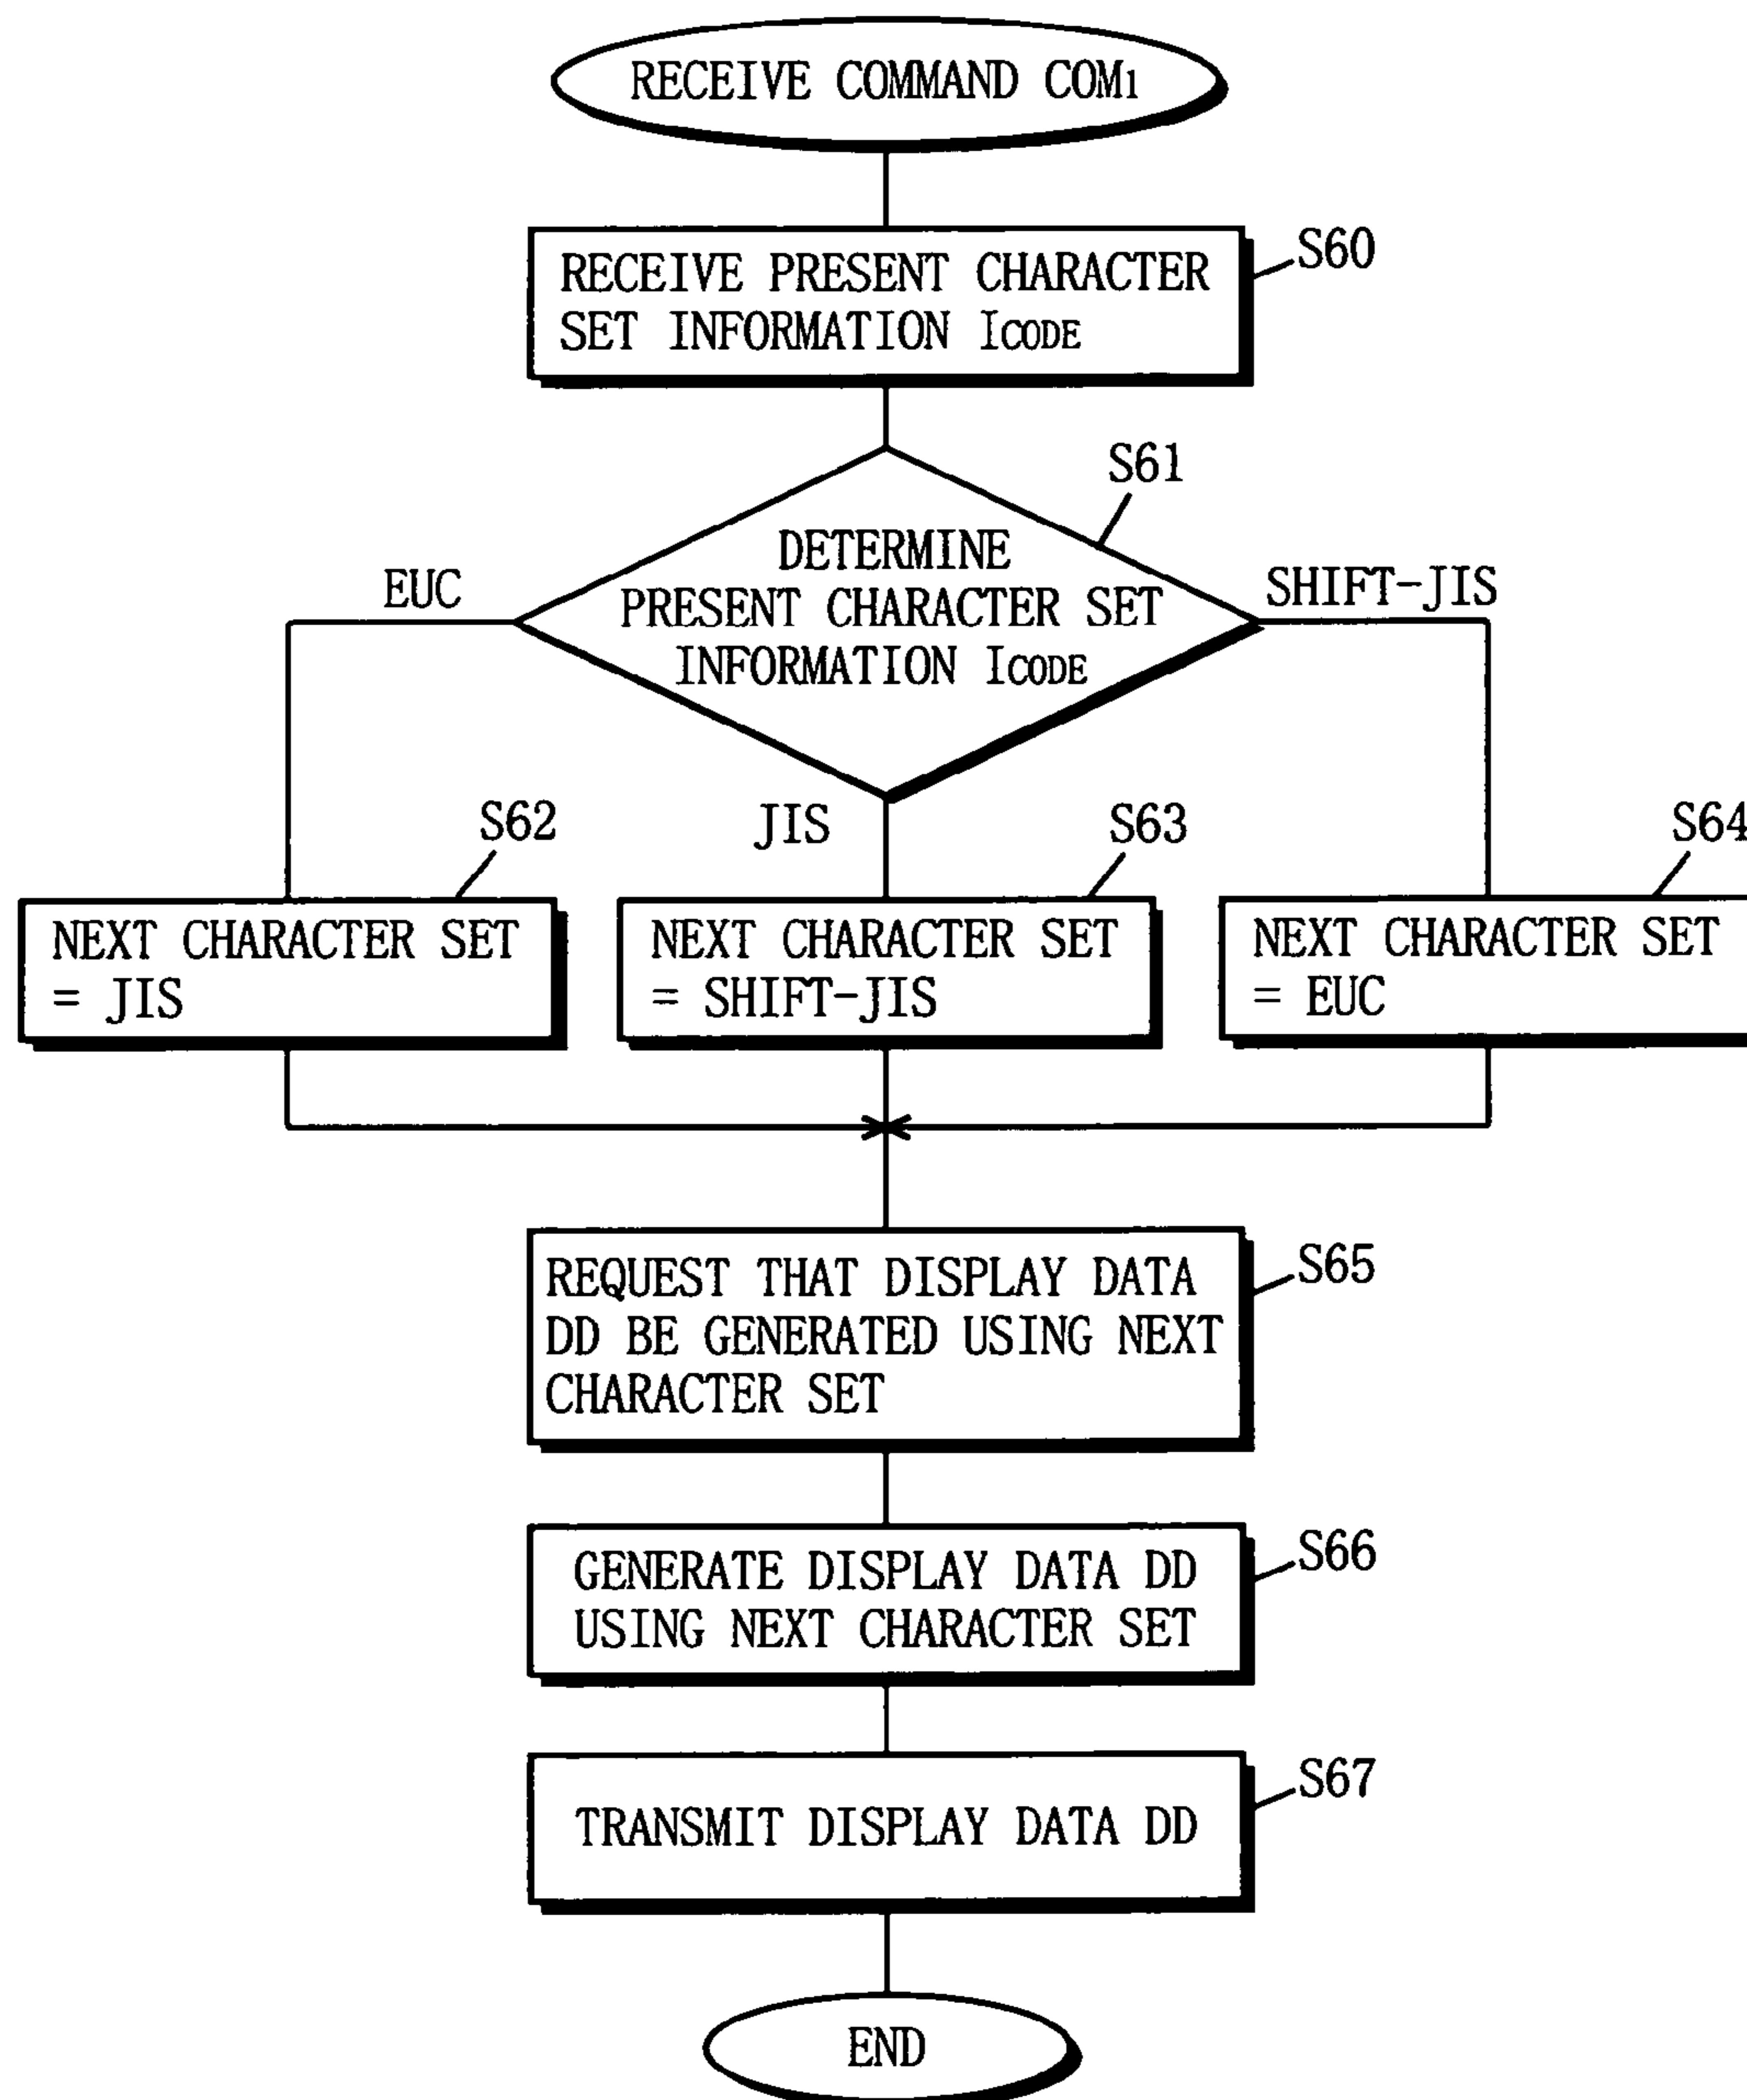 RECEIVE COMMAND COM1
S60
RECEIVE PRESENT CHARACTER
SET INFORMATION ICODE
S61
DETERMINE
PRESENT CHARACTER SET
INFORMATION ICODE
EUC
SHIFT-JIS
JIS
S62
S63
S64
NEXT CHARACTER SET
= JIS
NEXT CHARACTER SET
= SHIFT-JIS
NEXT CHARACTER SET
= EUC
S65
REQUEST THAT DISPLAY DATA
DD BE GENERATED USING NEXT
CHARACTER SET
S66
GENERATE DISPLAY DATA DD
USING NEXT CHARACTER SET
S67
TRANSMIT DISPLAY DATA DD
END